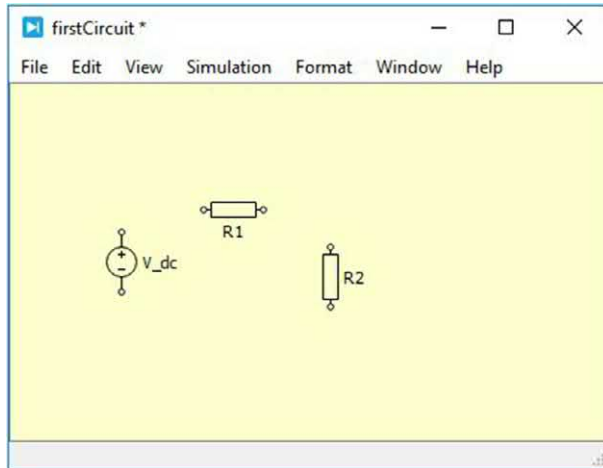 firstCircuit *
File Edit View Simulation Format Window Help
R1
V_dc
R2